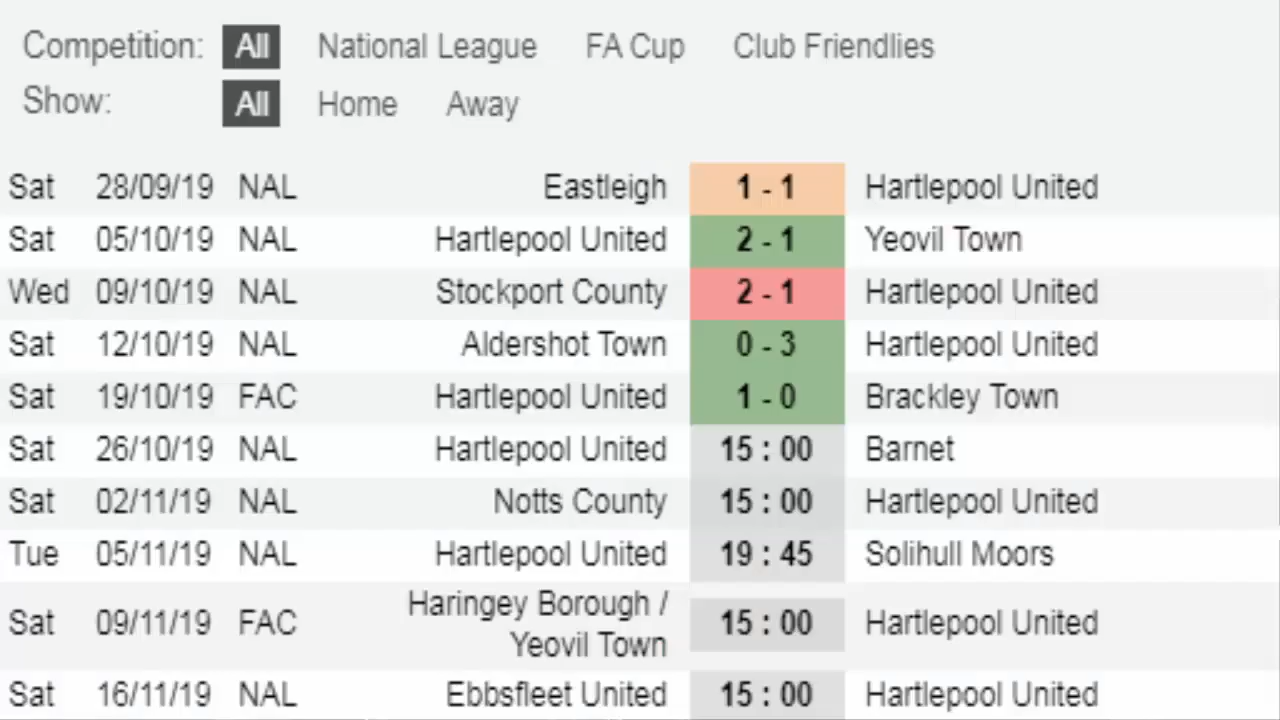 Competition: All National League FA Cup Club Friendlies
Show: All Home Away
Sat 28/09/19 NAL Eastleigh 1 - 1 Hartlepool United
Sat 05/10/19 NAL Hartlepool United 2 - 1 Yeovil Town
Wed 09/10/19 NAL Stockport County 2 - 1 Hartlepool United
Sat 12/10/19 NAL Aldershot Town 0 - 3 Hartlepool United
Sat 19/10/19 FAC Hartlepool United 1 - 0 Brackley Town
Sat 26/10/19 NAL Hartlepool United 15 : 00 Barnet
Sat 02/11/19 NAL Notts County 15 : 00 Hartlepool United
Tue 05/11/19 NAL Hartlepool United 19 : 45 Solihull Moors
Haringey Borough /
Sat 09/11/19 FAC 15 : 00 Hartlepool United
Yeovil Town
Sat 16/11/19 NAL Ebbsfleet United 15 : 00 Hartlepool United